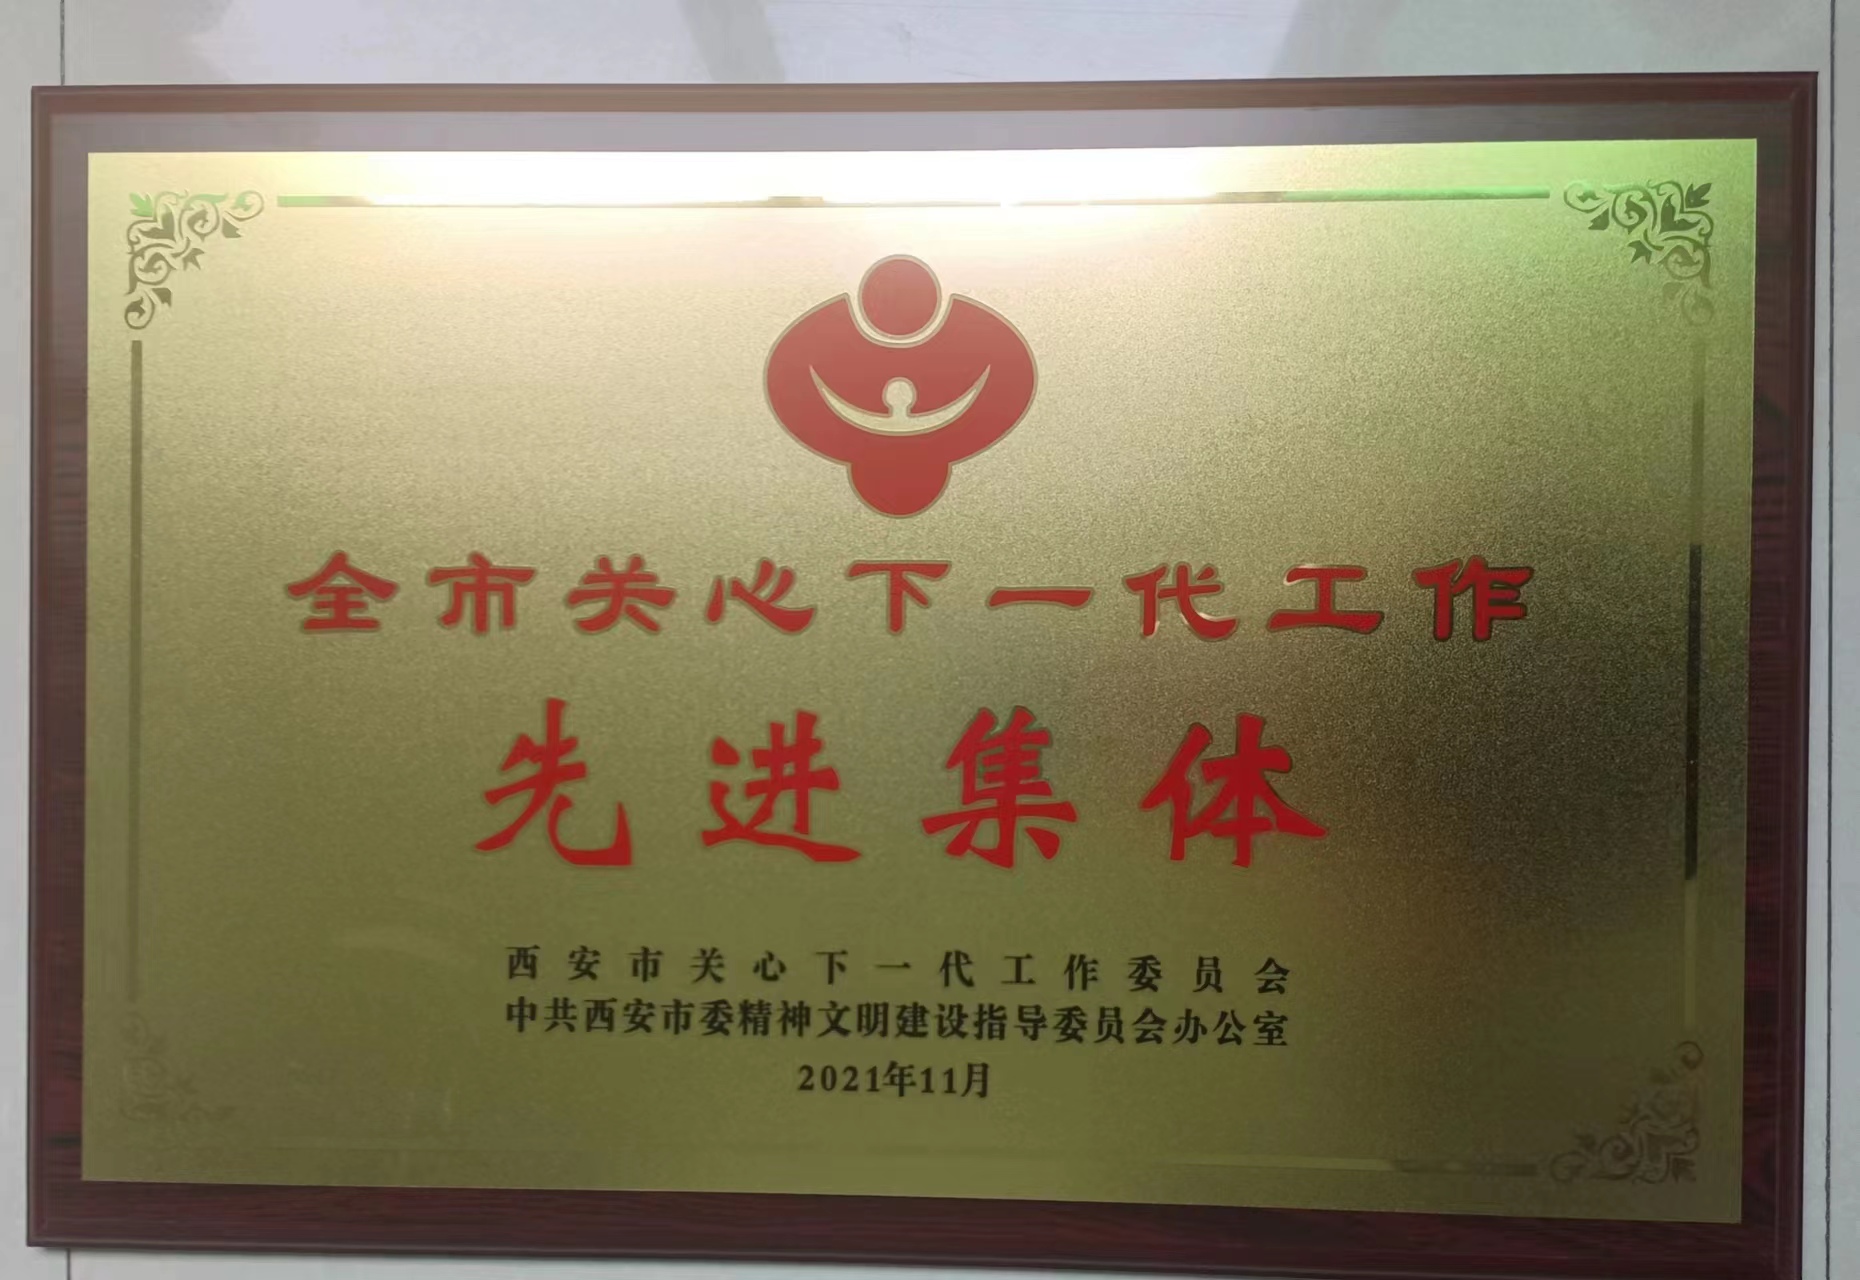 全市关心下一代工作
先进集体
西安市关心下一代工作委员会
中共西安市委精神文明建设指导委员会办公室
2021年11月